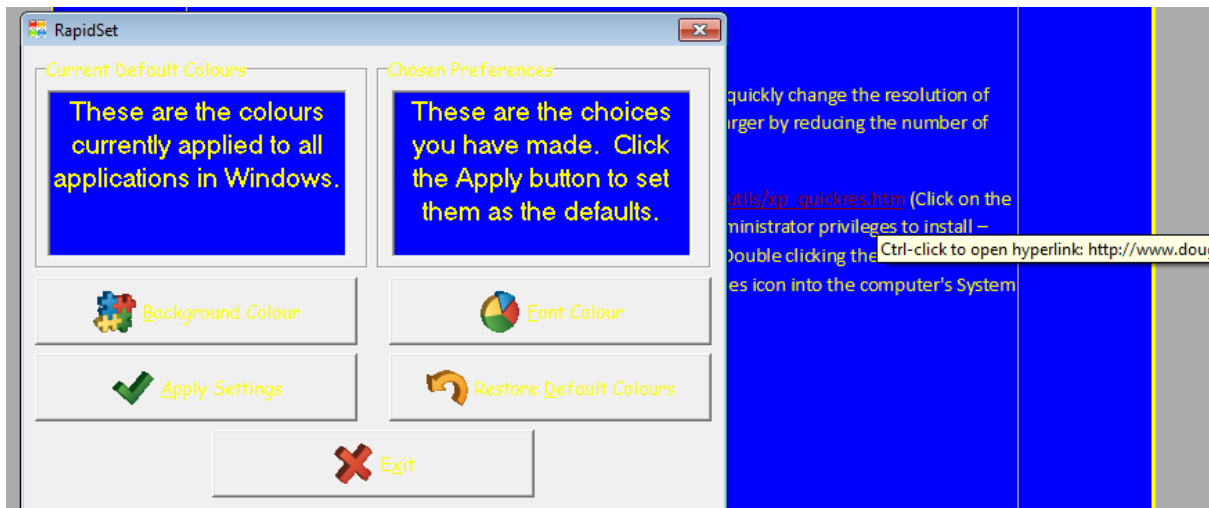 RapidSet
Current Default Colours
These are the colours
currently applied to all
applications in Windows.
Chosen Preferences
These are the choices
you have made. Click
the Apply button to set
them as the defaults.
Background Colour
Font Colour
Apply Settings
Restore Default Colours
Exit
quickly change the resolution of
by reducing the number of
utils/xp_quickres.htm (Click on the
privileges to install –
Double clicking the
Ctrl-click to open hyperlink: http://www.doug
es icon into the computer's System